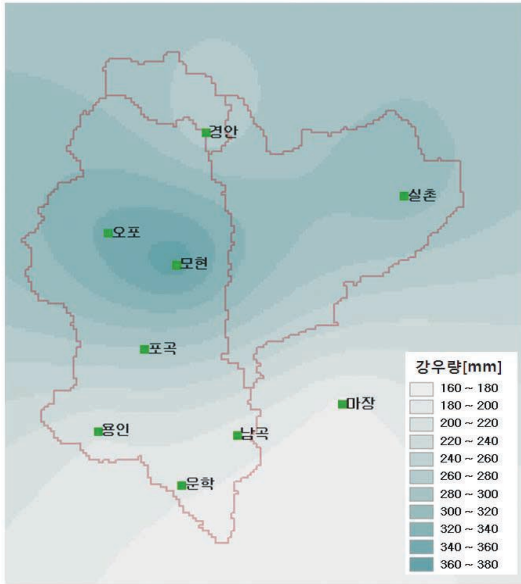 경안
실촌
오포
모현
포곡
마장
용인
남곡
문학
강우량[mm]
160 ~ 180
180 ~ 200
200 ~ 220
220 ~ 240
240 ~ 260
260 ~ 280
280 ~ 300
300 ~ 320
320 ~ 340
340 ~ 360
360 ~ 380